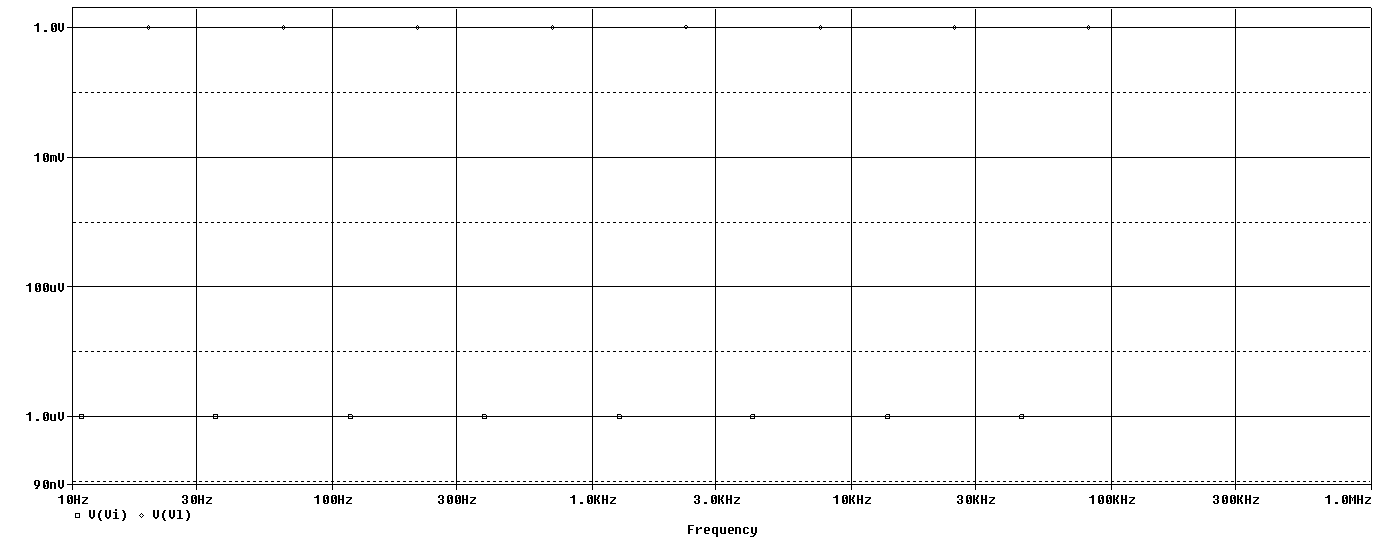 1.0V
10mV
100uV
1.0uV
90nV
10Hz 30Hz 100Hz 300Hz 1.0KHz 3.0KHz 10KHz 30KHz 100KHz 300KHz 1.0MHz
V(Vi) V(Vl)
Frequency